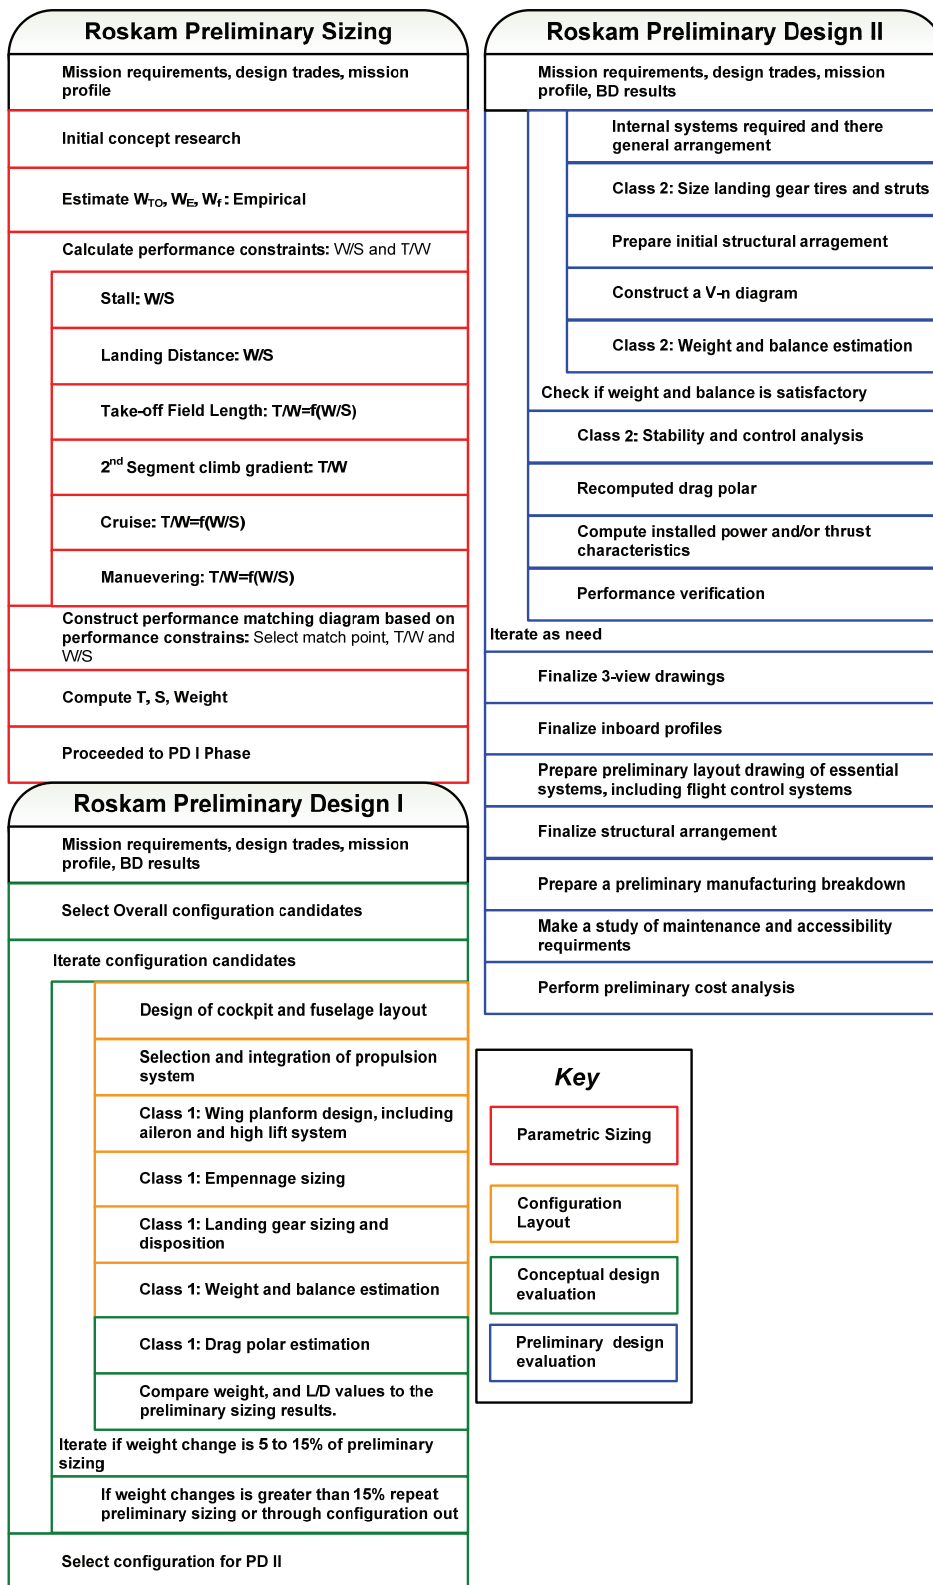 Roskam Preliminary Sizing
Mission requirements, design trades, mission
profile
Initial concept research
Estimate WTO, WE, Wf : Empirical
Calculate performance constraints: W/S and T/W
Stall: W/S
Landing Distance: W/S
Take-off Field Length: T/W=f(W/S)
2nd Segment climb gradient: T/W
Cruise: T/W=f(W/S)
Manuevering: T/W=f(W/S)
Construct performance matching diagram based on
performance constrains: Select match point, T/W and
W/S
Compute T, S, Weight
Proceeded to PD I Phase
Roskam Preliminary Design I
Mission requirements, design trades, mission
profile, BD results
Select Overall configuration candidates
Iterate configuration candidates
Design of cockpit and fuselage layout
Selection and integration of propulsion
system
Class 1: Wing planform design, including
aileron and high lift system
Class 1: Empennage sizing
Class 1: Landing gear sizing and
disposition
Class 1: Weight and balance estimation
Class 1: Drag polar estimation
Compare weight, and L/D values to the
preliminary sizing results.
Iterate if weight change is 5 to 15% of preliminary
sizing
If weight changes is greater than 15% repeat
preliminary sizing or through configuration out
Select configuration for PD II
Roskam Preliminary Design II
Mission requirements, design trades, mission
profile, BD results
Internal systems required and there
general arrangement
Class 2: Size landing gear tires and struts
Prepare initial structural arragement
Construct a V-n diagram
Class 2: Weight and balance estimation
Check if weight and balance is satisfactory
Class 2: Stability and control analysis
Recomputed drag polar
Compute installed power and/or thrust
characteristics
Performance verification
Iterate as need
Finalize 3-view drawings
Finalize inboard profiles
Prepare preliminary layout drawing of essential
systems, including flight control systems
Finalize structural arrangement
Prepare a preliminary manufacturing breakdown
Make a study of maintenance and accessibility
requirments
Perform preliminary cost analysis
Key
Parametric Sizing
Configuration
Layout
Conceptual design
evaluation
Preliminary design
evaluation